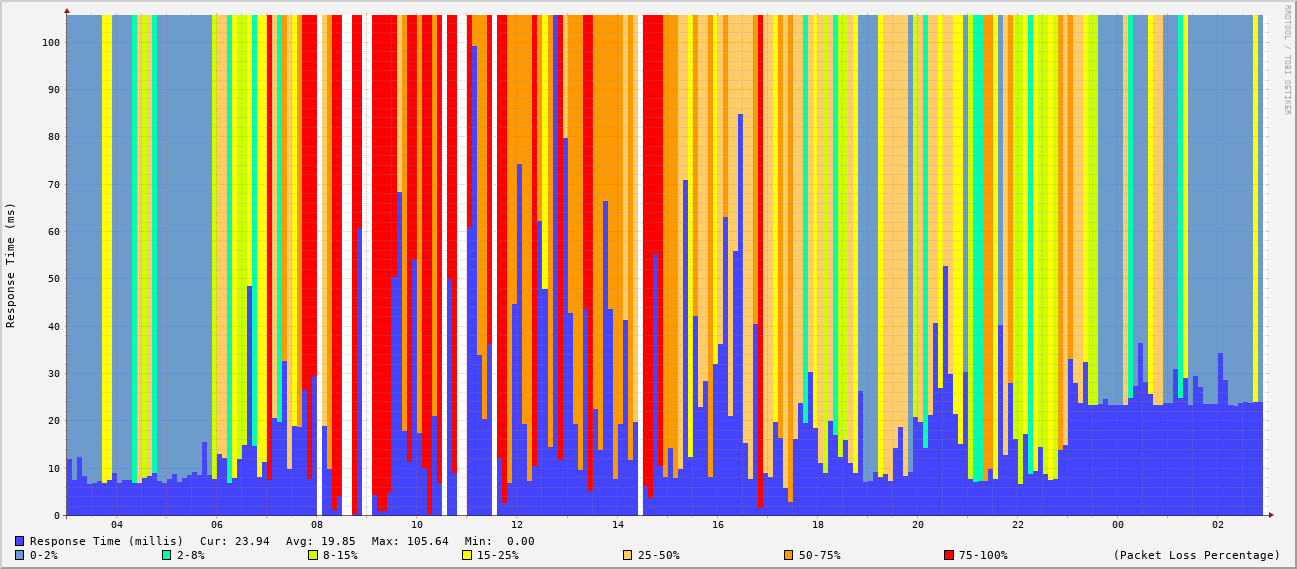 RRDTOOL / TOBI OETIKER
Response Time (ms)
100
90
80
70
60
50
40
30
20
10
0
04 06 08 10 12 14 16 18 20 22 00 02
Response Time (millis) Cur: 23.94 Avg: 19.85 Max: 105.64 Min: 0.00
0-2% 2-8% 8-15% 15-25% 25-50% 50-75% 75-100% (Packet Loss Percentage)